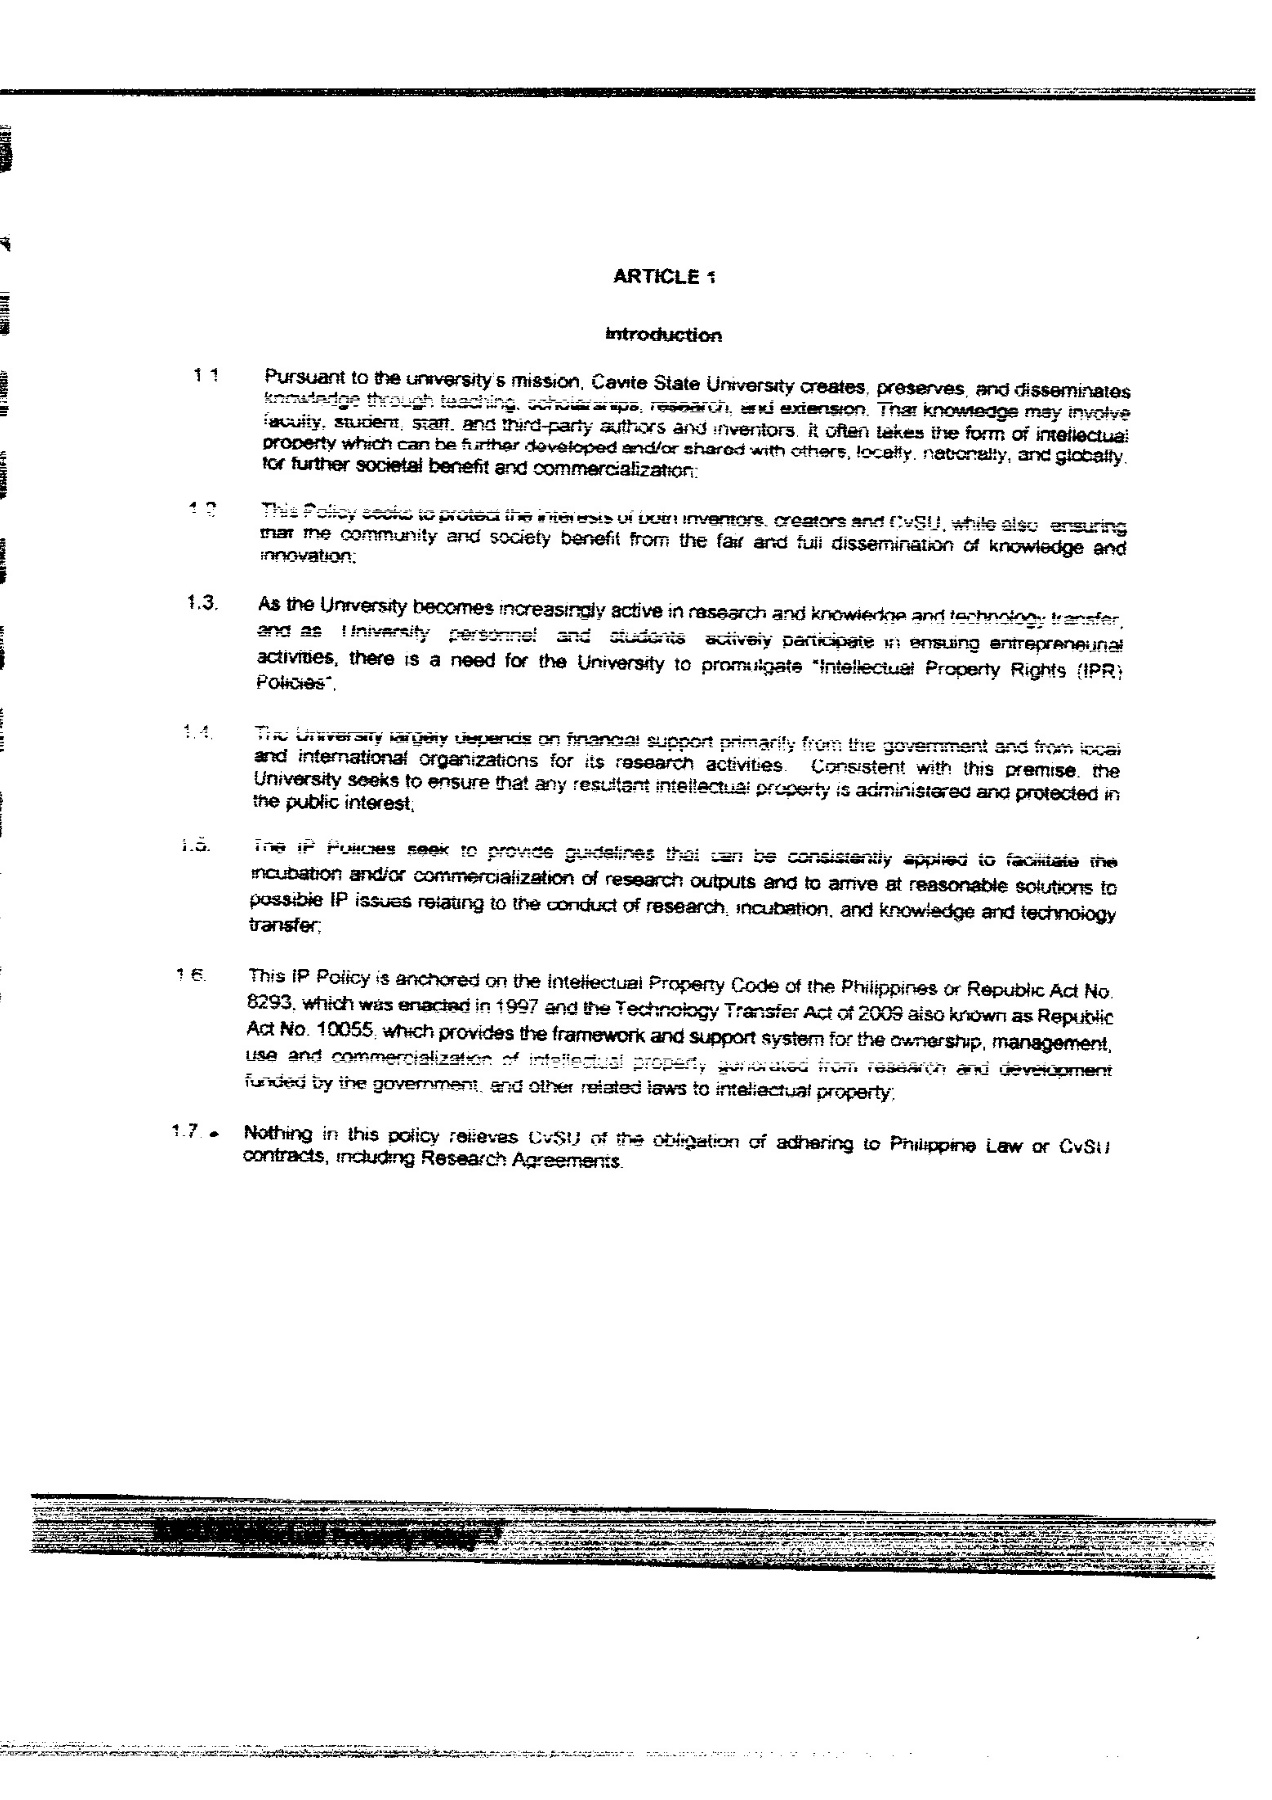 ARTICLE 1
Introduction
1.1 Pursuant to the university's mission, Cavite State University creates, preserves, and disseminates
knowledge through teaching, scholarships, research, and extension. That knowledge may involve
faculty, student, staff, and third-party authors and inventors. It often takes the form of intellectual
property which can be further developed and/or shared with others, locally, nationally, and globally,
for further societal benefit and commercialization;
1.2 This Policy seeks to protect the interests of both inventors, creators and CvSU, while also ensuring
that the community and society benefit from the fair and full dissemination of knowledge and
innovation;
1.3. As the University becomes increasingly active in research and knowledge and technology transfer,
and as University personnel and students actively participate in ensuing entrepreneurial
activities, there is a need for the University to promulgate "Intellectual Property Rights (IPR)
Policies",
1.4. The University largely depends on financial support primarily from the government and from local
and international organizations for its research activities. Consistent with this premise, the
University seeks to ensure that any resultant intellectual property is administered and protected in
the public interest;
1.5. The IP Policies seek to provide guidelines that can be consistently applied to facilitate the
incubation and/or commercialization of research outputs and to arrive at reasonable solutions to
possible IP issues relating to the conduct of research, incubation, and knowledge and technology
transfer;
1.6. This IP Policy is anchored on the Intellectual Property Code of the Philippines or Republic Act No.
8293, which was enacted in 1997 and the Technology Transfer Act of 2009 also known as Republic
Act No. 10055, which provides the framework and support system for the ownership, management,
use and commercialization of intellectual property generated from research and development
funded by the government, and other related laws to intellectual property;
1.7. • Nothing in this policy relieves CvSU of the obligation of adhering to Philippine Law or CvSU
contracts, including Research Agreements.
Property Policy